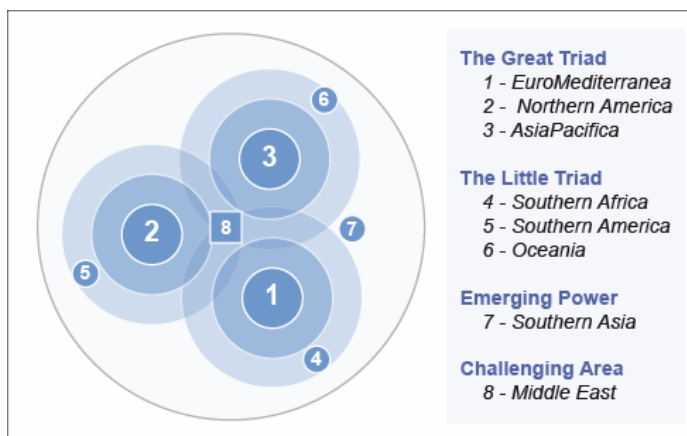 6
3
2
8
7
5
1
4
The Great Triad
1 - EuroMediterranea
2 - Northern America
3 - AsiaPacifica
The Little Triad
4 - Southern Africa
5 - Southern America
6 - Oceania
Emerging Power
7 - Southern Asia
Challenging Area
8 - Middle East